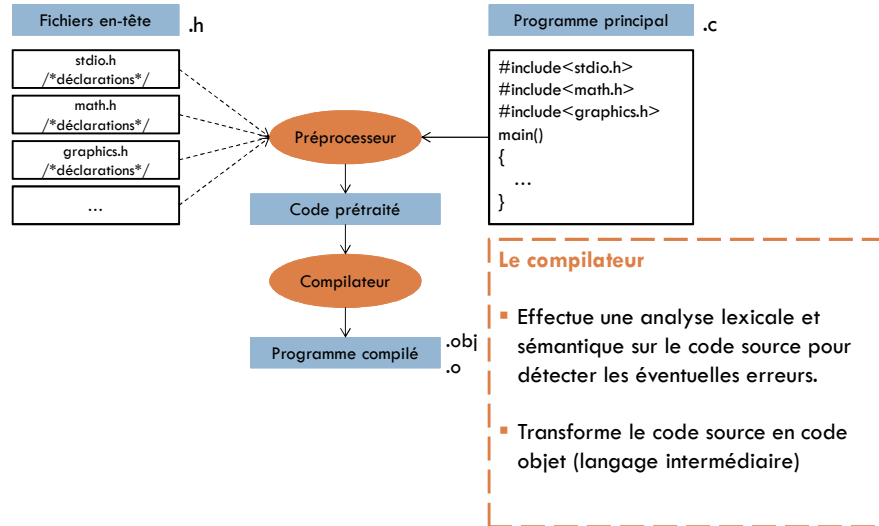 Fichiers en-tête
.h
stdio.h
/*déclarations*/
math.h
/*déclarations*/
graphics.h
/*déclarations*/
...
Préprocesseur
Code prétraité
Compilateur
Programme compilé
.obj
.o
Programme principal
.c
#include<stdio.h>
#include<math.h>
#include<graphics.h>
main()
{
...
}
Le compilateur
▪ Effectue une analyse lexicale et
sémantique sur le code source pour
détecter les éventuelles erreurs.
▪ Transforme le code source en code
objet (langage intermédiaire)